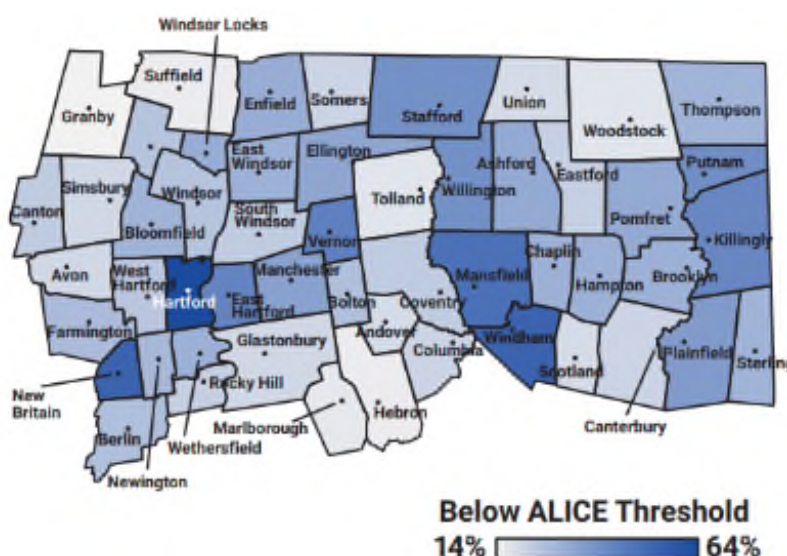 Windsor Locks
Suffield
Granby
Enfield
Somers
Stafford
Union
Woodstock
Thompson
East
Windsor
Ellington
Ashford
Eastford
Putnam
Simsbury
Windsor
Tolland
Willington
Canton
South
Windsor
Pomfret
Bloomfield
Vernon
Killingly
Avon
West
Hartford
Hartford
Manchester
Mansfield
Chaplin
Brooklyn
East
Hartford
Bolton
Coventry
Hampton
Farmington
Glastonbury
Andover
Windham
Columbia
Scotland
Plainfield
Sterling
Rocky Hill
New
Britain
Marlborough
Hebron
Canterbury
Berlin
Wethersfield
Newington
Below ALICE Threshold
14% 64%